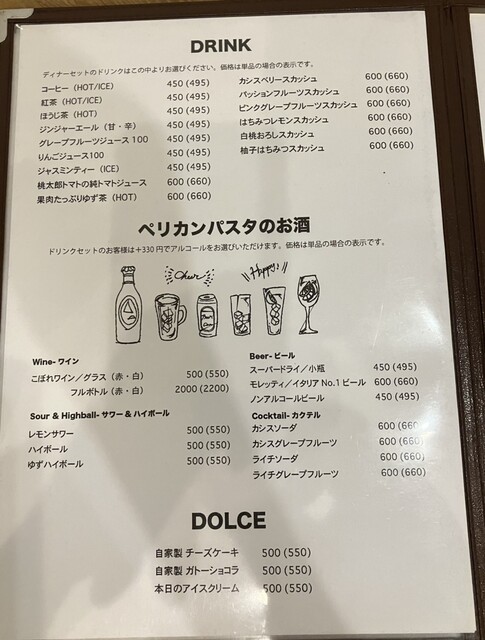 DRINK
ディナーセットのドリンクはこの中よりお選びください。価格は単品の場合の表示です。
コーヒー（HOT/ICE） 450 (495)
紅茶（HOT/ICE） 450 (495)
ほうじ茶（HOT） 450 (495)
ジンジャーエール（甘・辛） 450 (495)
グレープフルーツジュース100 450 (495)
りんごジュース100 450 (495)
ジャスミンティー（ICE） 450 (495)
桃太郎トマトの純トマトジュース 600 (660)
果肉たっぷりゆず茶（HOT） 600 (660)
カシスベリースカッシュ 600 (660)
パッションフルーツスカッシュ 600 (660)
ピンクグレープフルーツスカッシュ 600 (660)
はちみつレモンスカッシュ 600 (660)
白桃おろしスカッシュ 600 (660)
柚子はちみつスカッシュ 600 (660)
ペリカンパスタのお酒
ドリンクセットのお客様は＋330円でアルコールをお選びいただけます。価格は単品の場合の表示です。
Cheer
Happy!!
Wine-ワイン
こぼれワイン／グラス（赤・白） 500 (550)
フルボトル（赤・白） 2000 (2200)
Sour & Highball-サワー＆ハイボール
レモンサワー 500 (550)
ハイボール 500 (550)
ゆずハイボール 500 (550)
Beer-ビール
スーパードライ／小瓶 450 (495)
モレッティ／イタリアNo.1ビール 600 (660)
ノンアルコールビール 450 (495)
Cocktail-カクテル
カシスソーダ 600 (660
カシスグレープフルーツ 600 (660)
ライチソーダ 600 (660)
ライチグレープフルーツ 600 (660)
DOLCE
自家製 チーズケーキ 500 (550)
自家製 ガトーショコラ 500 (550)
本日のアイスクリーム 500 (550)